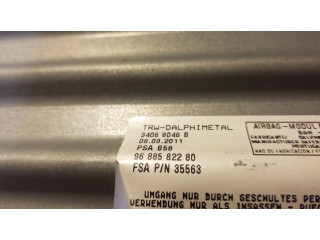 TRW-DALPHIMETAL
3406 8046 B
08.09.2011
PSA B58
96 885 822 80
FSA P/N 35563
AIRBAG-MODUL
UMGANG NUR DURCH GESCHULTES PER
VERWENDUNG NUR ALS INSASSEN - RUEC